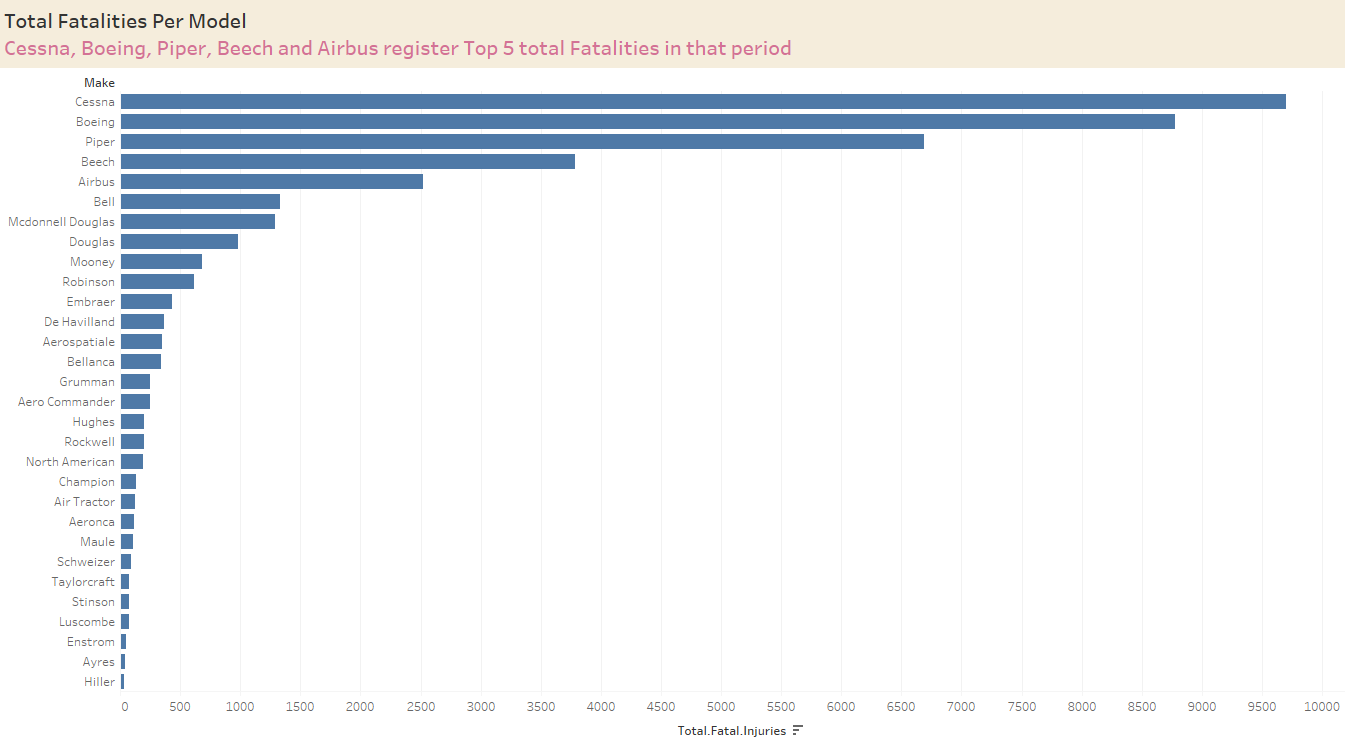 Total Fatalities Per Model
Cessna, Boeing, Piper, Beech and Airbus register Top 5 total Fatalities in that period
Make
Cessna
Boeing
Piper
Beech
Airbus
Bell
Mcdonnell Douglas
Douglas
Mooney
Robinson
Embraer
De Havilland
Aerospatiale
Bellanca
Grumman
Aero Commander
Hughes
Rockwell
North American
Champion
Air Tractor
Aeronca
Maule
Schweizer
Taylorcraft
Stinson
Luscombe
Enstrom
Ayres
Hiller
0 500 1000 1500 2000 2500 3000 3500 4000 4500 5000 5500 6000 6500 7000 7500 8000 8500 9000 9500 10000
Total.Fatal.Injuries